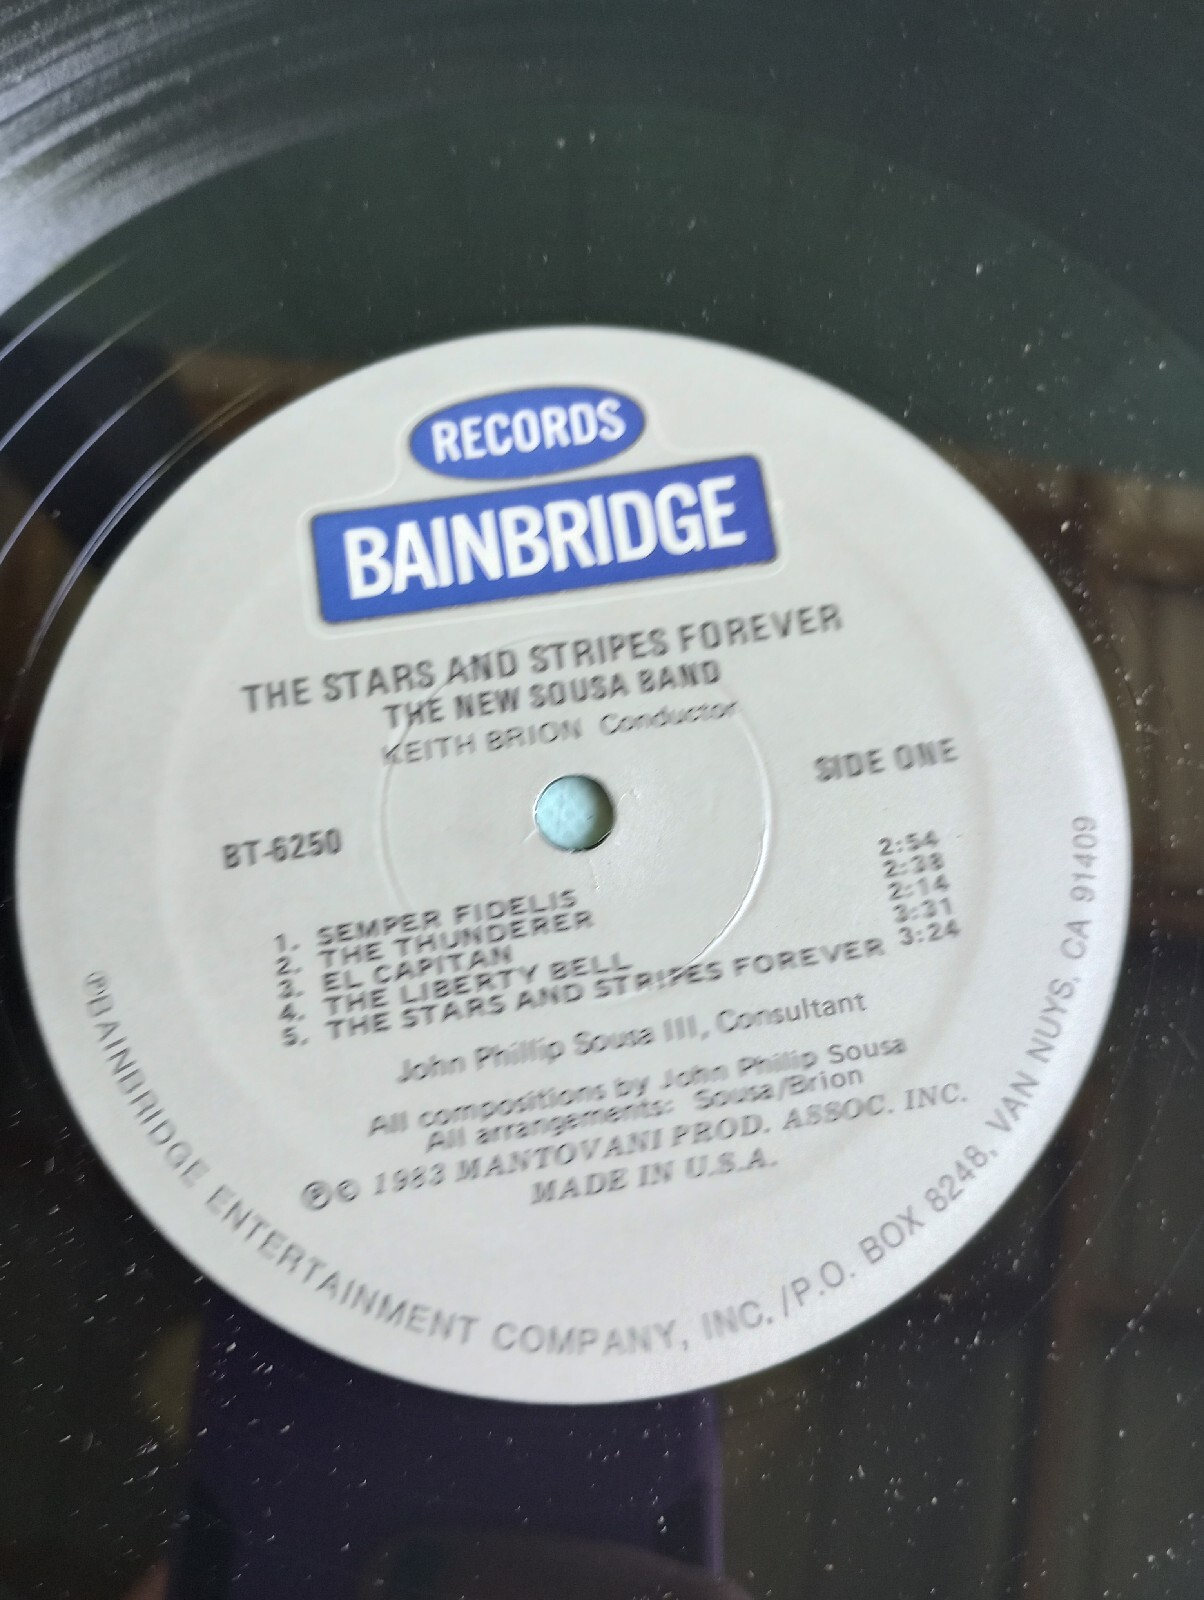 RECORDS
BAINBRIDGE
THE STARS AND STRIPES FOREVER
THE NEW SOUSA BAND
KEITH BRION Conductor
SIDE ONE
BT-6250
1. SEMPER FIDELIS 2:54
2. THE THUNDERER 2:38
3. EL CAPITAN 2:14
4. THE LIBERTY BELL 3:31
5. THE STARS AND STRIPES FOREVER 3:24
John Phillip Sousa III, Consultant
All compositions by John Philip Sousa
All arrangements: Sousa/Brion
℗© 1983 MANTOVANI PROD. ASSOC. INC.
MADE IN U.S.A.
℗BAINBRIDGE ENTERTAINMENT COMPANY, INC./P.O. BOX 8248, VAN NUYS, CA 91409